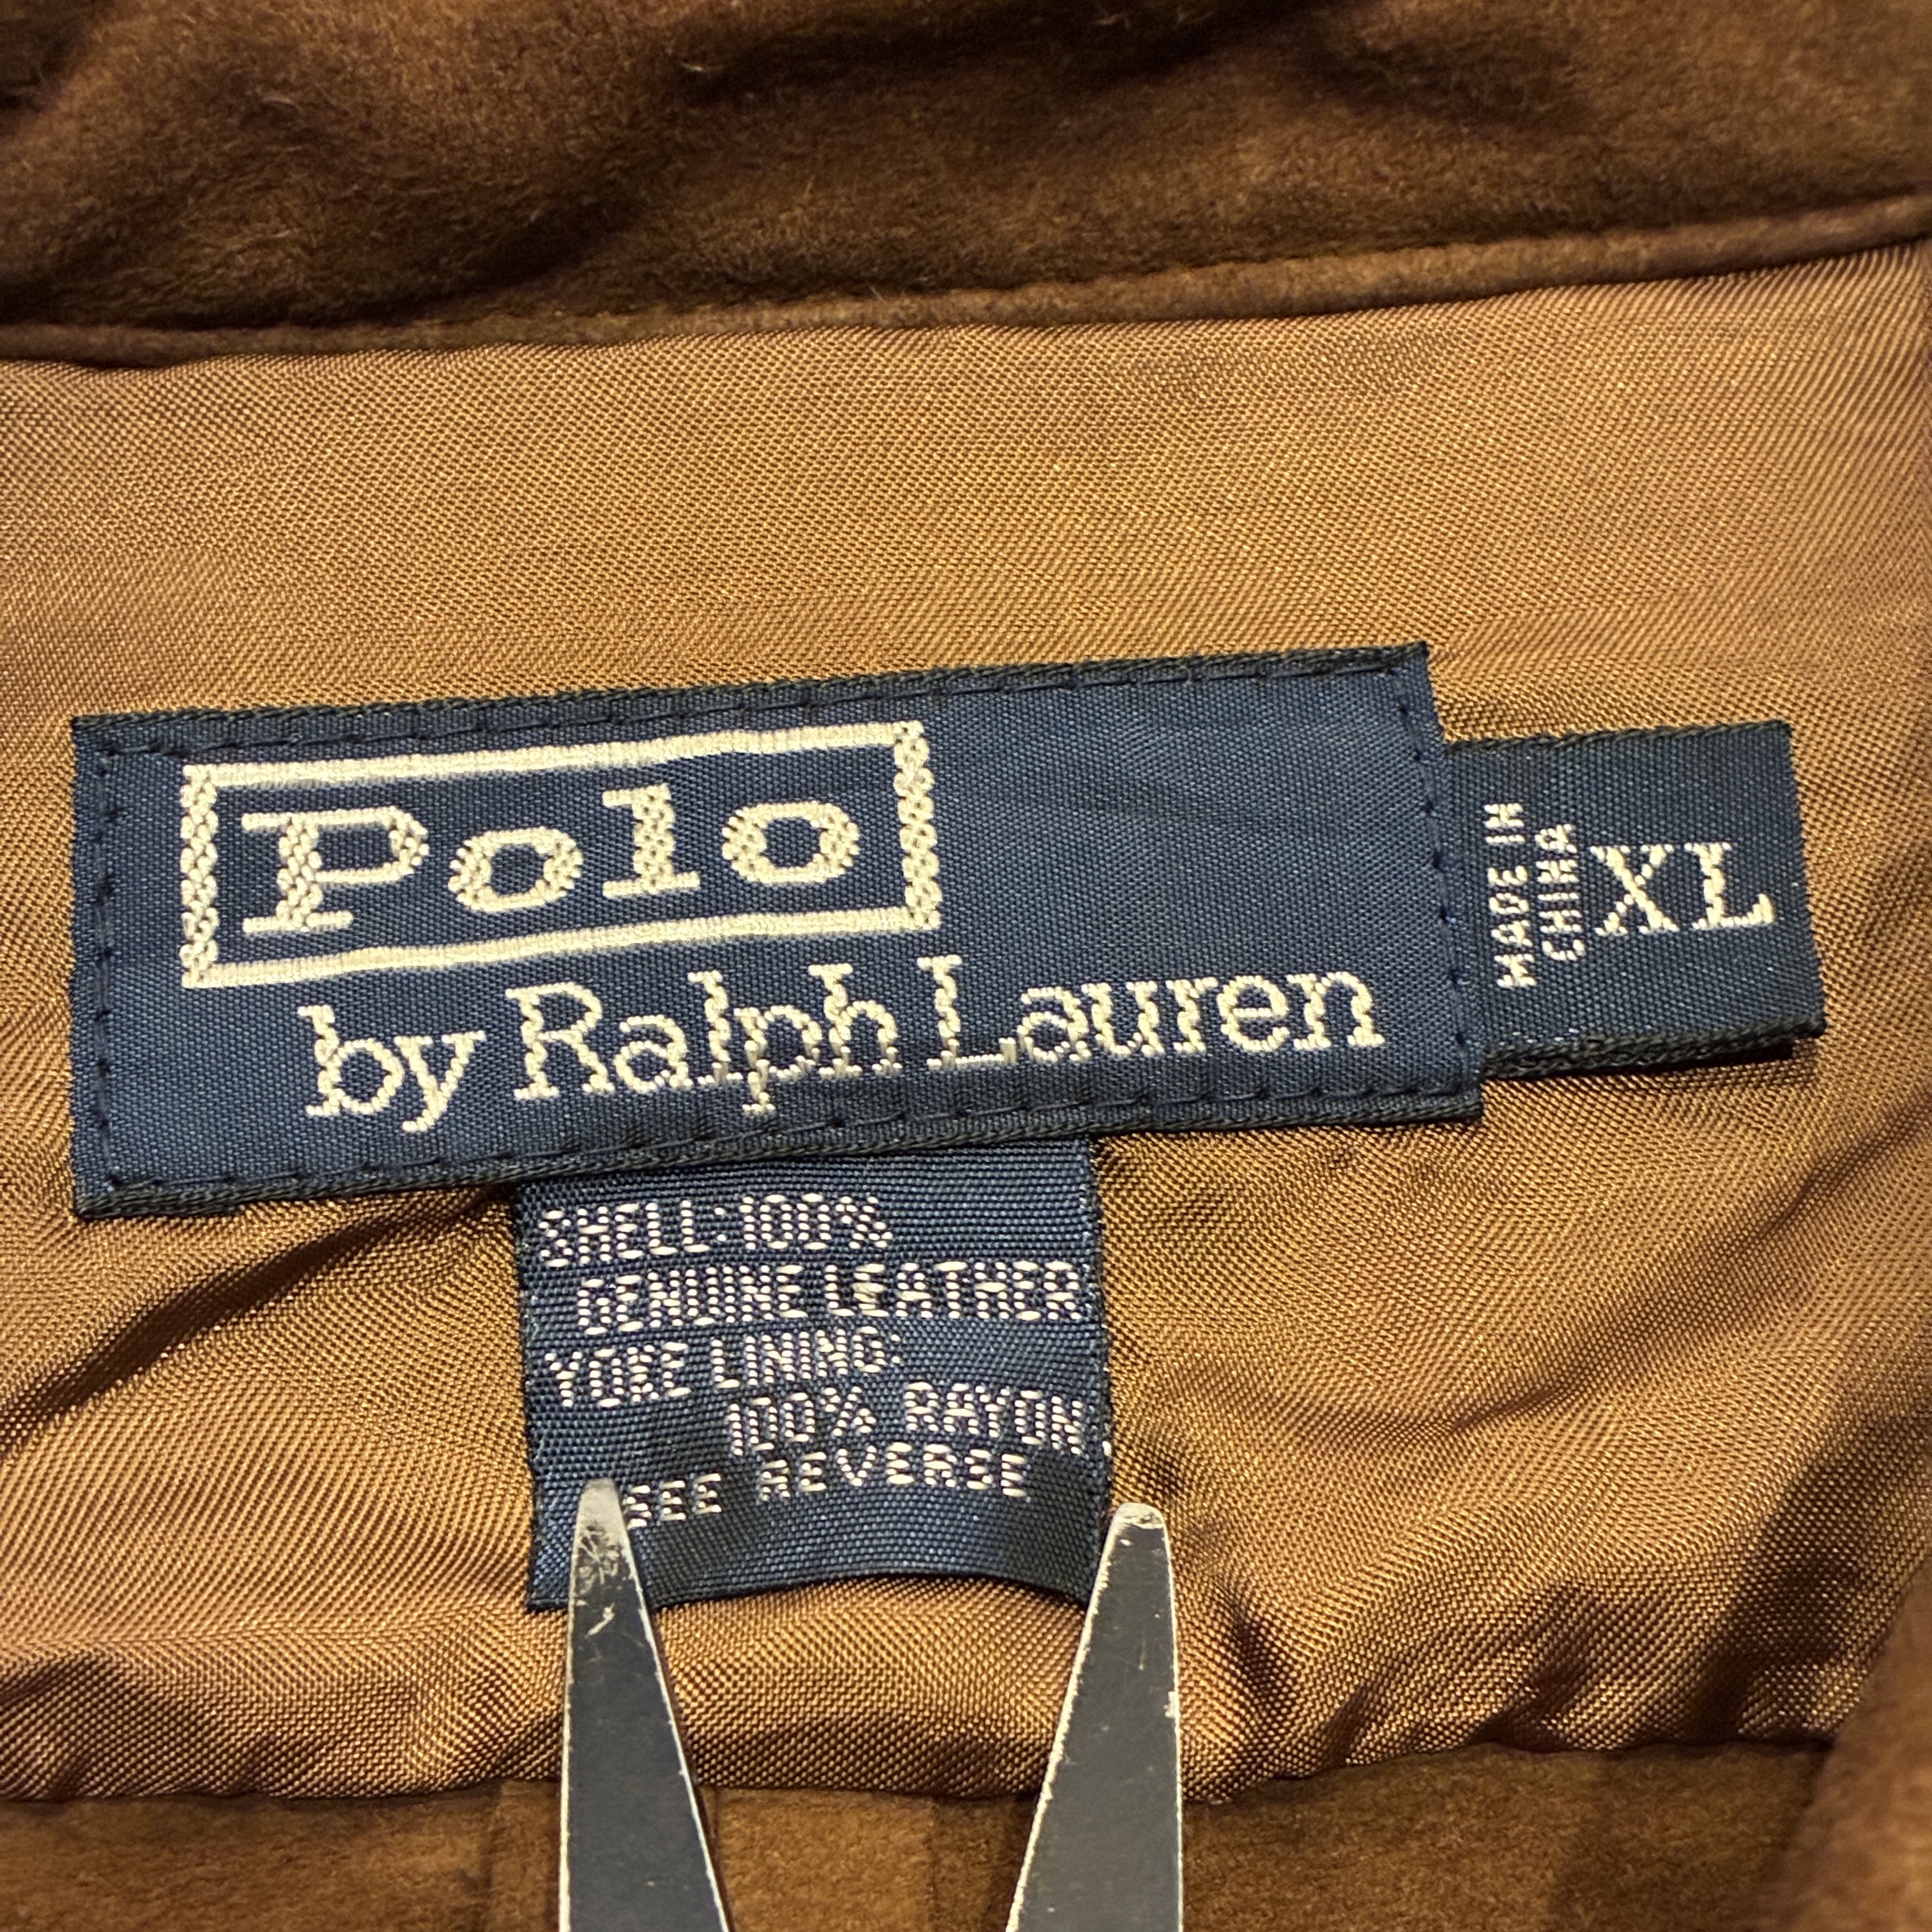 Polo
by Ralph Lauren
MADE IN
CHINA
XL
SHELL:100%
GENUINE LEATHER
YOKE LINING:
100% RAYON
SEE REVERSE